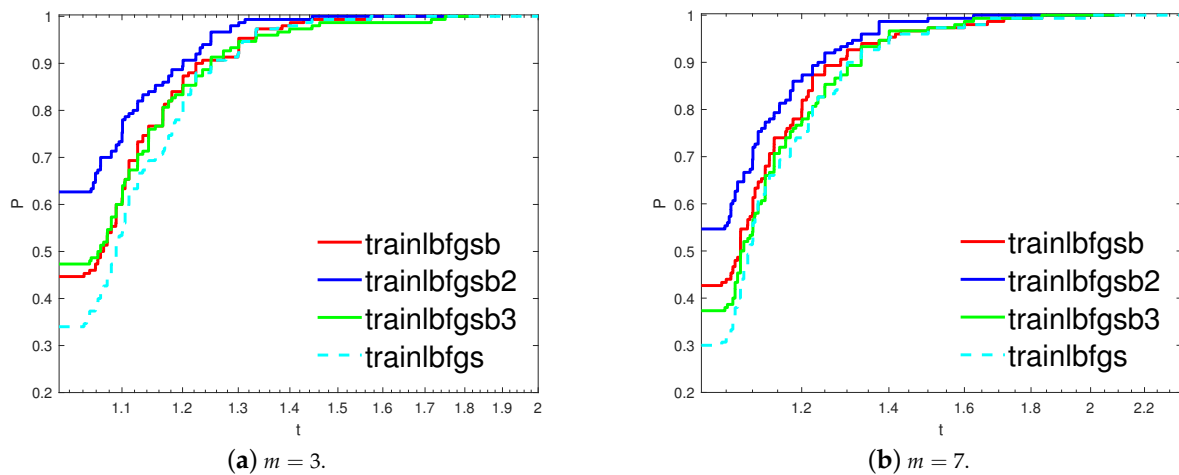 1
0.9
0.8
0.7
0.6
0.5
0.4
0.3
0.2
P
trainlbfgsb
trainlbfgsb2
trainlbfgsb3
trainlbfgs
1.1 1.2 1.3 1.4 1.5 1.6 1.7 1.8 1.9 2
t
(a) m = 3.
1
0.9
0.8
0.7
0.6
0.5
0.4
0.3
0.2
P
trainlbfgsb
trainlbfgsb2
trainlbfgsb3
trainlbfgs
1.2 1.4 1.6 1.8 2 2.2
t
(b) m = 7.